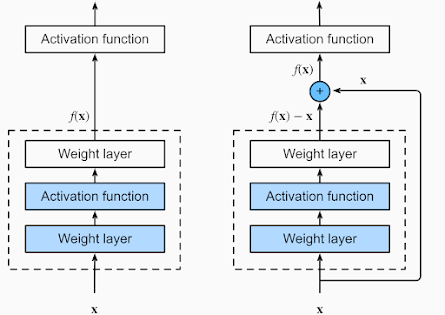 Activation function
f(x)
Weight layer
Activation function
Weight layer
x
Activation function
f(x)
x
+
f(x) − x
Weight layer
Activation function
Weight layer
x